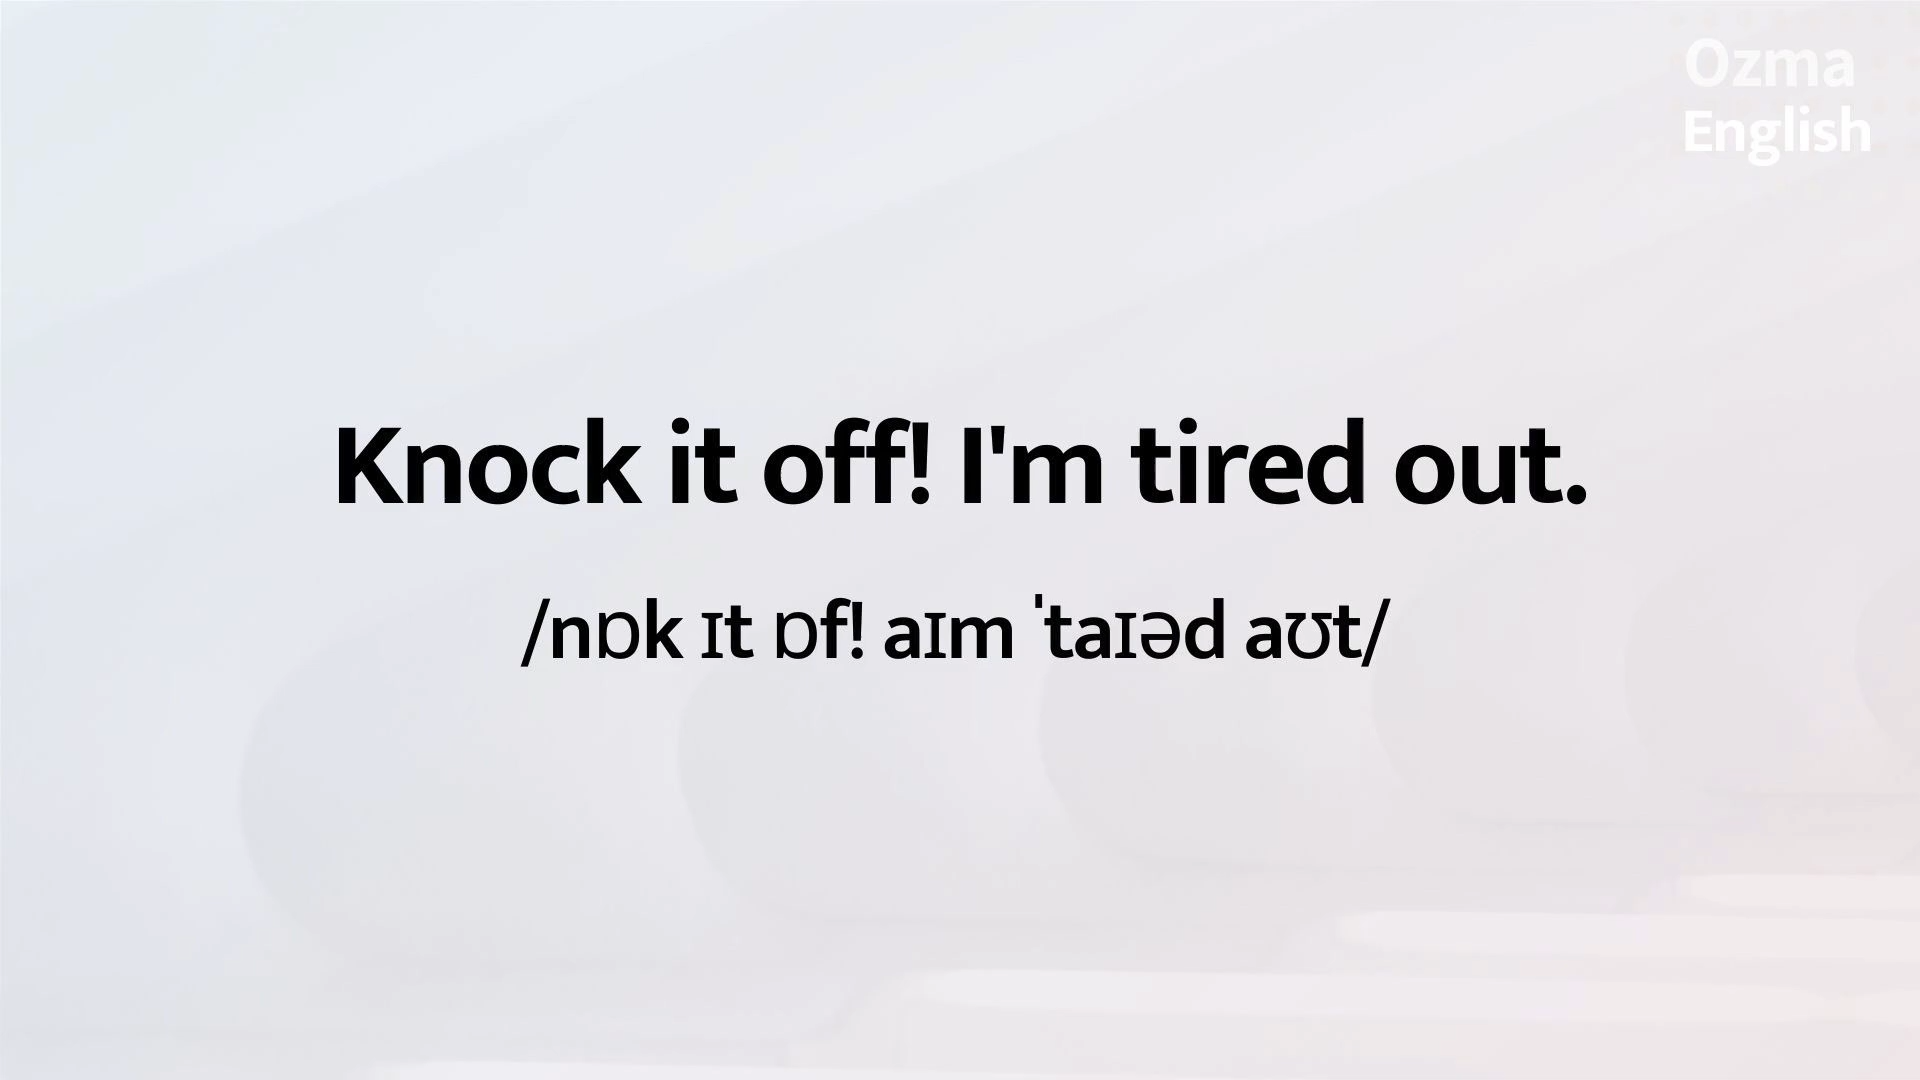 Ozma
English
Knock it off! I'm tired out.
/nɒk ɪt ɒf! aɪm ˈtaɪəd aʊt/